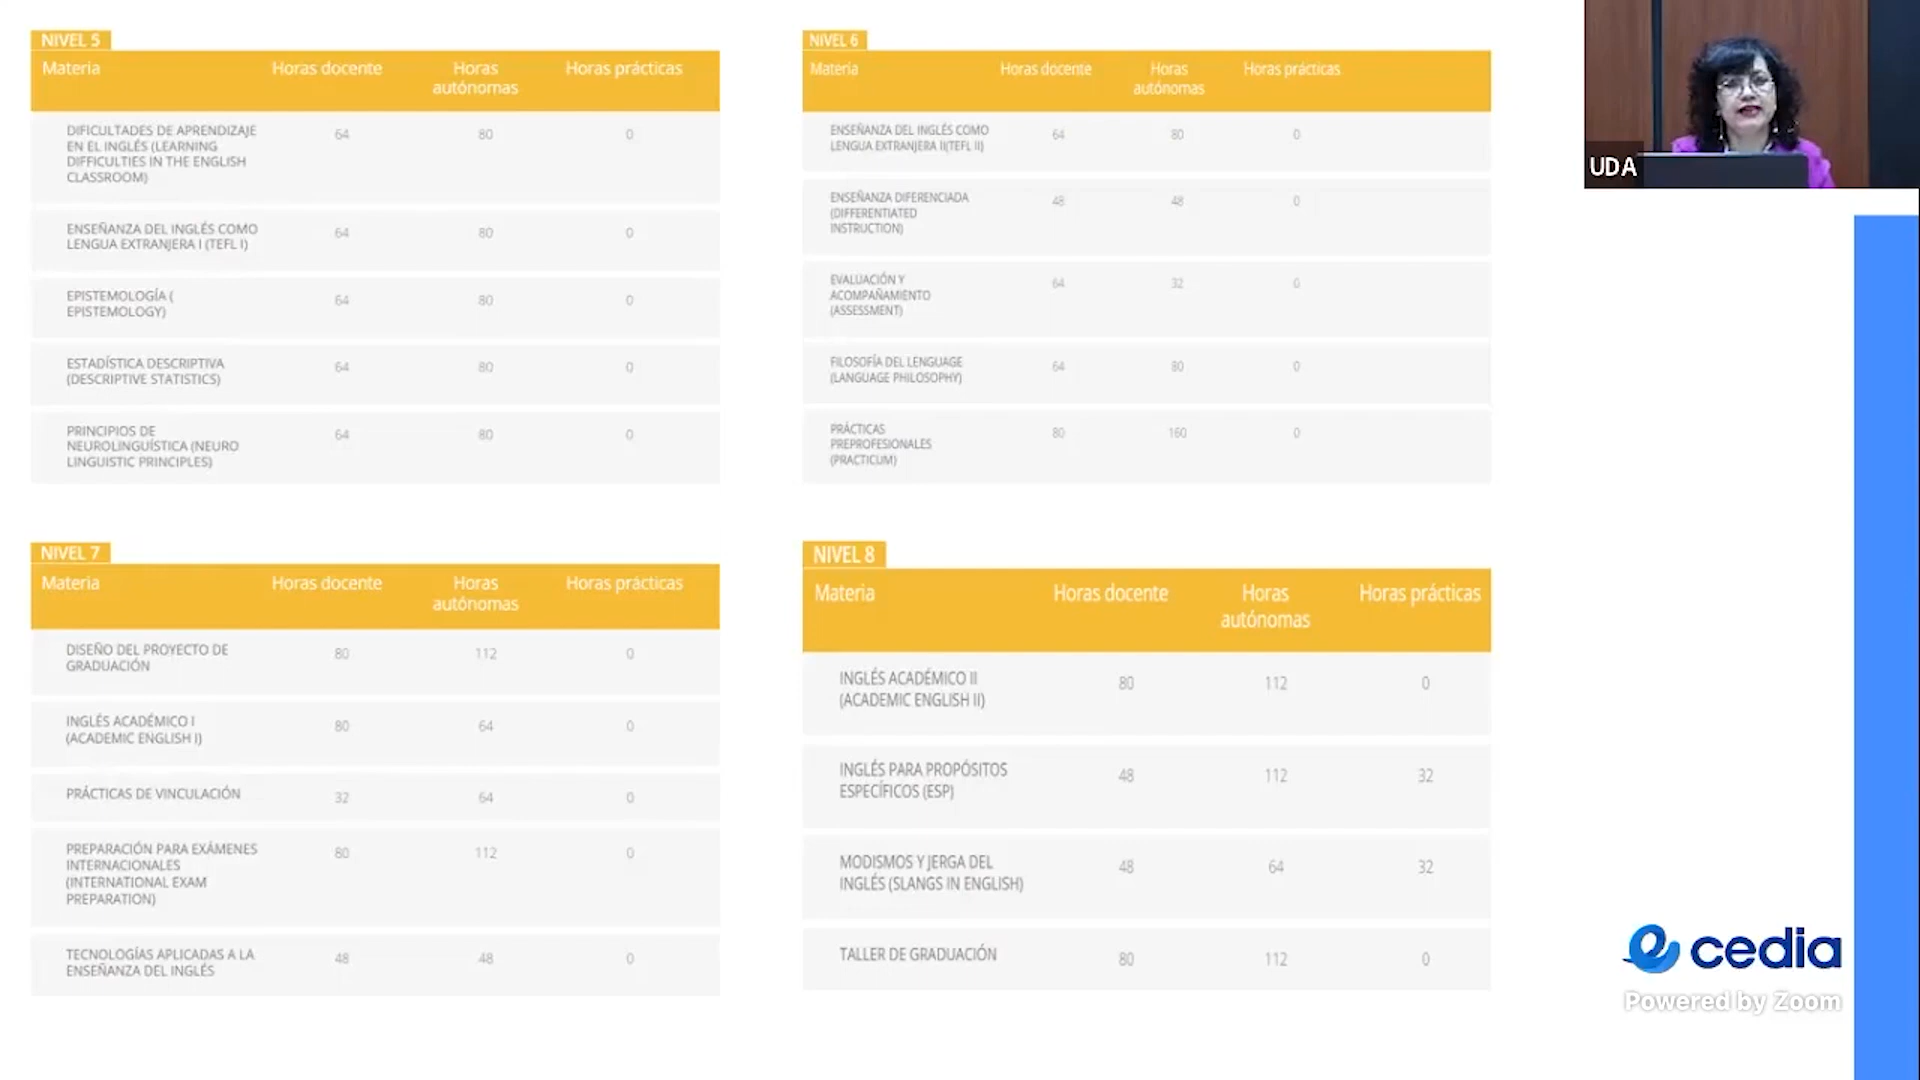 NIVEL 5
Materia Horas docente Horas autónomas Horas prácticas
DIFICULTADES DE APRENDIZAJE
EN EL INGLÉS (LEARNING
DIFFICULTIES IN THE ENGLISH
CLASSROOM)
64 80 0
ENSEÑANZA DEL INGLÉS COMO
LENGUA EXTRANJERA I (TEFL I)
64 80 0
EPISTEMOLOGÍA (
EPISTEMOLOGY)
64 80 0
ESTADÍSTICA DESCRIPTIVA
(DESCRIPTIVE STATISTICS)
64 80 0
PRINCIPIOS DE
NEUROLINGUÍSTICA (NEURO
LINGUISTIC PRINCIPLES)
64 80 0
NIVEL 6
Materia Horas docente Horas autónomas Horas prácticas
ENSEÑANZA DEL INGLÉS COMO
LENGUA EXTRANJERA II(TEFL II)
64 80 0
ENSEÑANZA DIFERENCIADA
(DIFFERENTIATED
INSTRUCTION)
48 48 0
EVALUACIÓN Y
ACOMPAÑAMIENTO
(ASSESSMENT)
64 32 0
FILOSOFÍA DEL LENGUAGE
(LANGUAGE PHILOSOPHY)
64 80 0
PRÁCTICAS
PREPROFESIONALES
(PRACTICUM)
80 160 0
NIVEL 7
Materia Horas docente Horas autónomas Horas prácticas
DISEÑO DEL PROYECTO DE
GRADUACIÓN
80 112 0
INGLÉS ACADÉMICO I
(ACADEMIC ENGLISH I)
80 64 0
PRÁCTICAS DE VINCULACIÓN
32 64 0
PREPARACIÓN PARA EXÁMENES
INTERNACIONALES
(INTERNATIONAL EXAM
PREPARATION)
80 112 0
TECNOLOGÍAS APLICADAS A LA
ENSEÑANZA DEL INGLÉS
48 48 0
NIVEL 8
Materia Horas docente Horas autónomas Horas prácticas
INGLÉS ACADÉMICO II
(ACADEMIC ENGLISH II)
80 112 0
INGLÉS PARA PROPÓSITOS
ESPECÍFICOS (ESP)
48 112 32
MODISMOS Y JERGA DEL
INGLÉS (SLANGS IN ENGLISH)
48 64 32
TALLER DE GRADUACIÓN
80 112 0
UDA
cedia
Powered by Zoom